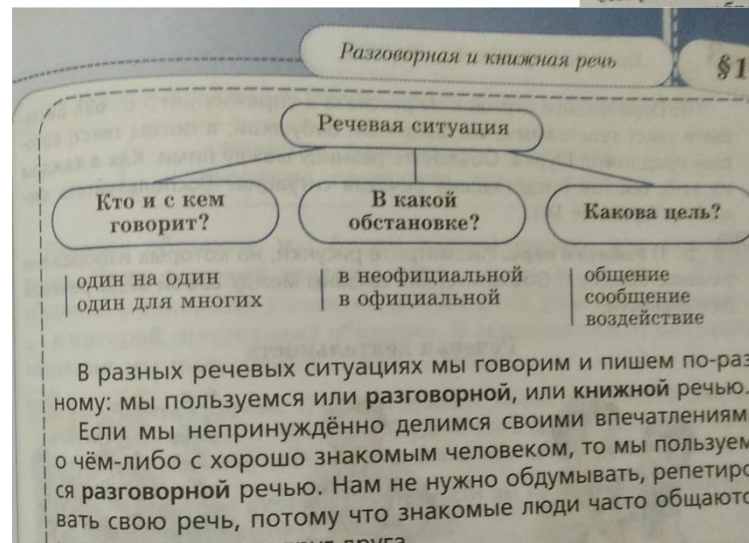 Разговорная и книжная речь
§1
Речевая ситуация
Кто и с кем
говорит?
один на один
один для многих
В какой
обстановке?
в неофициальной
в официальной
Какова цель?
общение
сообщение
воздействие
В разных речевых ситуациях мы говорим и пишем по-раз
ному: мы пользуемся или разговорной, или книжной речью.
Если мы непринуждённо делимся своими впечатлениям
о чём-либо с хорошо знакомым человеком, то мы пользуем
ся разговорной речью. Нам не нужно обдумывать, репетиро
вать свою речь, потому что знакомые люди часто общаютс
друг друга